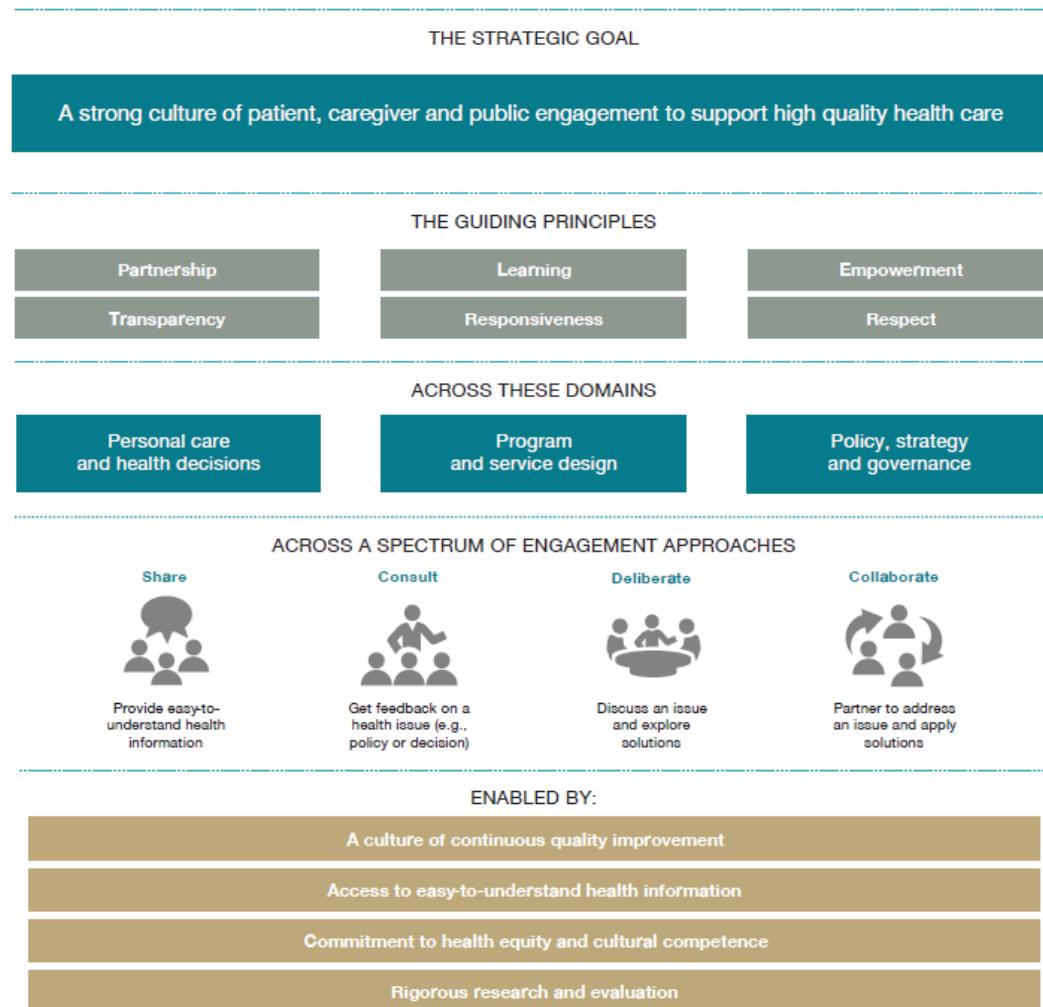 THE STRATEGIC GOAL
A strong culture of patient, caregiver and public engagement to support high quality health care
THE GUIDING PRINCIPLES
Partnership
Learning
Empowerment
Transparency
Responsiveness
Respect
ACROSS THESE DOMAINS
Personal care
and health decisions
Program
and service design
Policy, strategy
and governance
ACROSS A SPECTRUM OF ENGAGEMENT APPROACHES
Share
Provide easy-to-
understand health
information
Consult
Get feedback on a
health issue (e.g.,
policy or decision)
Deliberate
Discuss an issue
and explore
solutions
Collaborate
Partner to address
an issue and apply
solutions
ENABLED BY:
A culture of continuous quality improvement
Access to easy-to-understand health information
Commitment to health equity and cultural competence
Rigorous research and evaluation